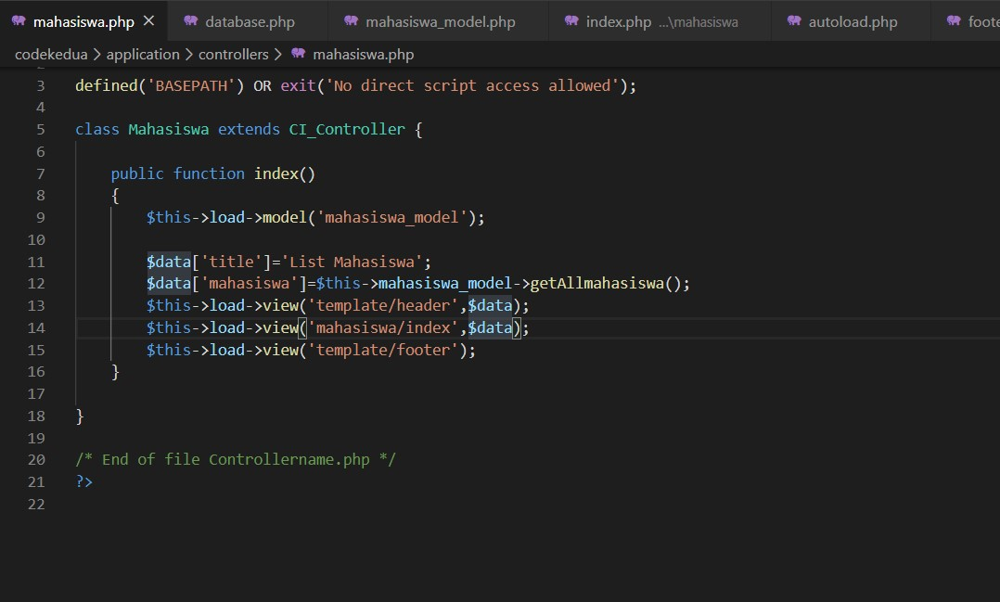 mahasiswa.php × database.php mahasiswa_model.php index.php ...\mahasiswa autoload.php foote
codekedua > application > controllers > mahasiswa.php
3 defined('BASEPATH') OR exit('No direct script access allowed');
4
5 class Mahasiswa extends CI_Controller {
6
7     public function index()
8     {
9         $this->load->model('mahasiswa_model');
10
11         $data['title']='List Mahasiswa';
12         $data['mahasiswa']=$this->mahasiswa_model->getAllmahasiswa();
13         $this->load->view('template/header',$data);
14         $this->load->view('mahasiswa/index',$data);
15         $this->load->view('template/footer');
16     }
17
18 }
19
20 /* End of file Controllername.php */
21 ?>
22